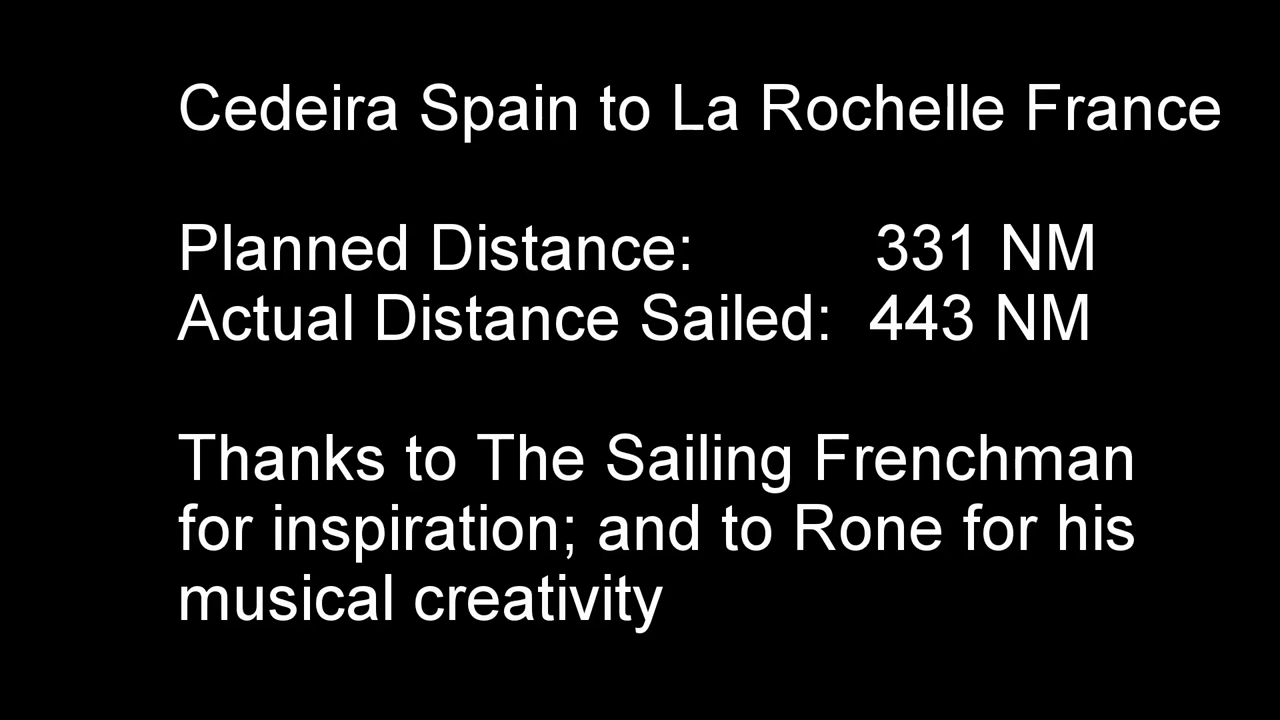 Cedeira Spain to La Rochelle France
Planned Distance: 331 NM
Actual Distance Sailed: 443 NM
Thanks to The Sailing Frenchman
for inspiration; and to Rone for his
musical creativity